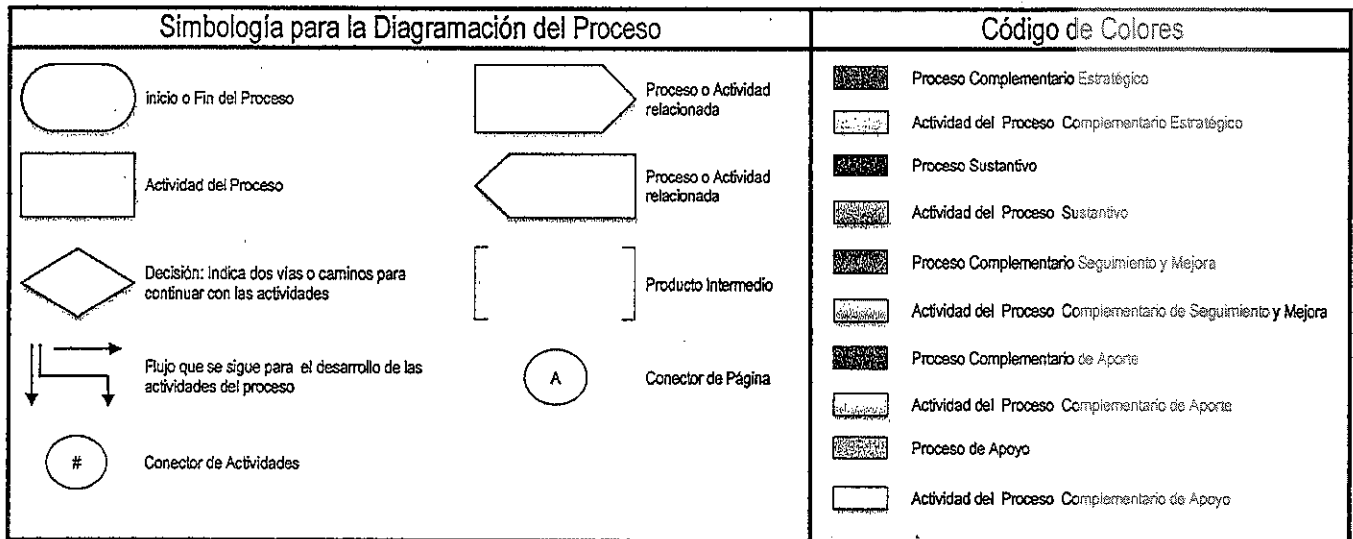 Simbología para la Diagramación del Proceso
inicio o Fin del Proceso
Actividad del Proceso
Decisión: Indica dos vías o caminos para
continuar con las actividades
Flujo que se sigue para el desarrollo de las
actividades del proceso
#
Conector de Actividades
Proceso o Actividad
relacionada
Proceso o Actividad
relacionada
Producto Intermedio
A
Conector de Página
Código de Colores
Proceso Complementario Estratégico
Actividad del Proceso Complementario Estratégico
Proceso Sustantivo
Actividad del Proceso Sustantivo
Proceso Complementario Seguimiento y Mejora
Actividad del Proceso Complementario de Seguimiento y Mejora
Proceso Complementario de Aporte
Actividad del Proceso Complementario de Aporte
Proceso de Apoyo
Actividad del Proceso Complementario de Apoyo